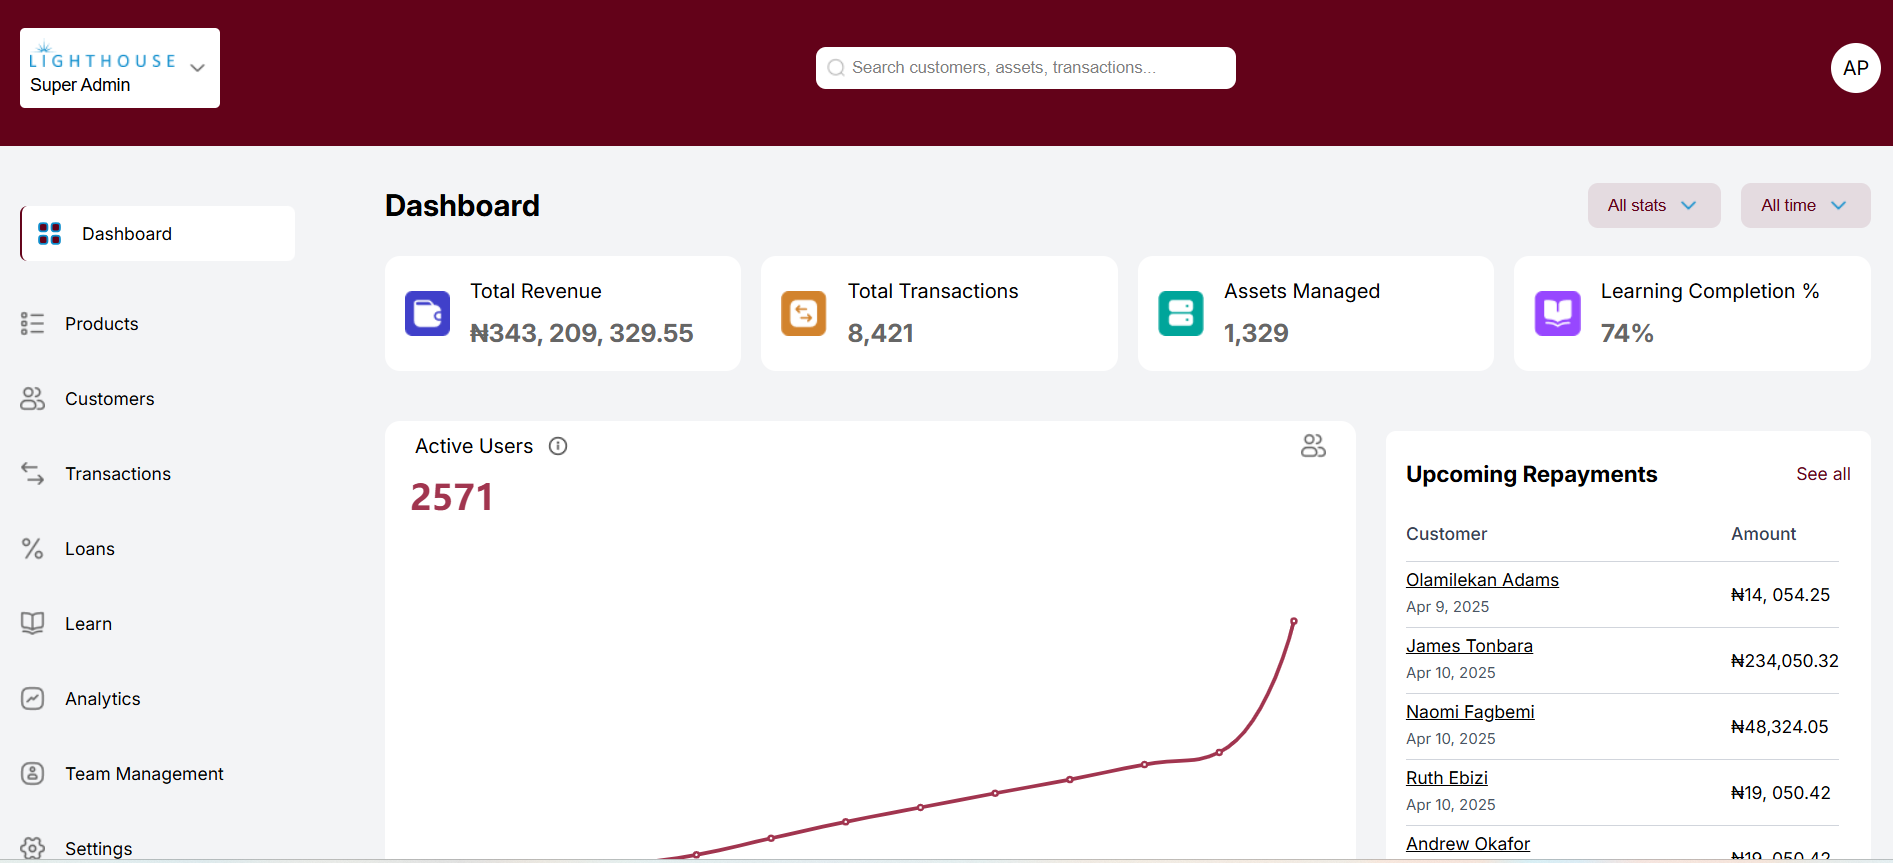 LIGHTHOUSE
Super Admin
Search customers, assets, transactions...
AP
Dashboard
Products
Customers
Transactions
Loans
Learn
Analytics
Team Management
Settings
Dashboard
All stats
All time
Total Revenue
₦343, 209, 329.55
Total Transactions
8,421
Assets Managed
1,329
Learning Completion %
74%
Active Users
2571
Upcoming Repayments
See all
Customer Amount
Olamilekan Adams
Apr 9, 2025
₦14, 054.25
James Tonbara
Apr 10, 2025
₦234,050.32
Naomi Fagbemi
Apr 10, 2025
₦48,324.05
Ruth Ebizi
Apr 10, 2025
₦19, 050.42
Andrew Okafor
₦19, 050.42